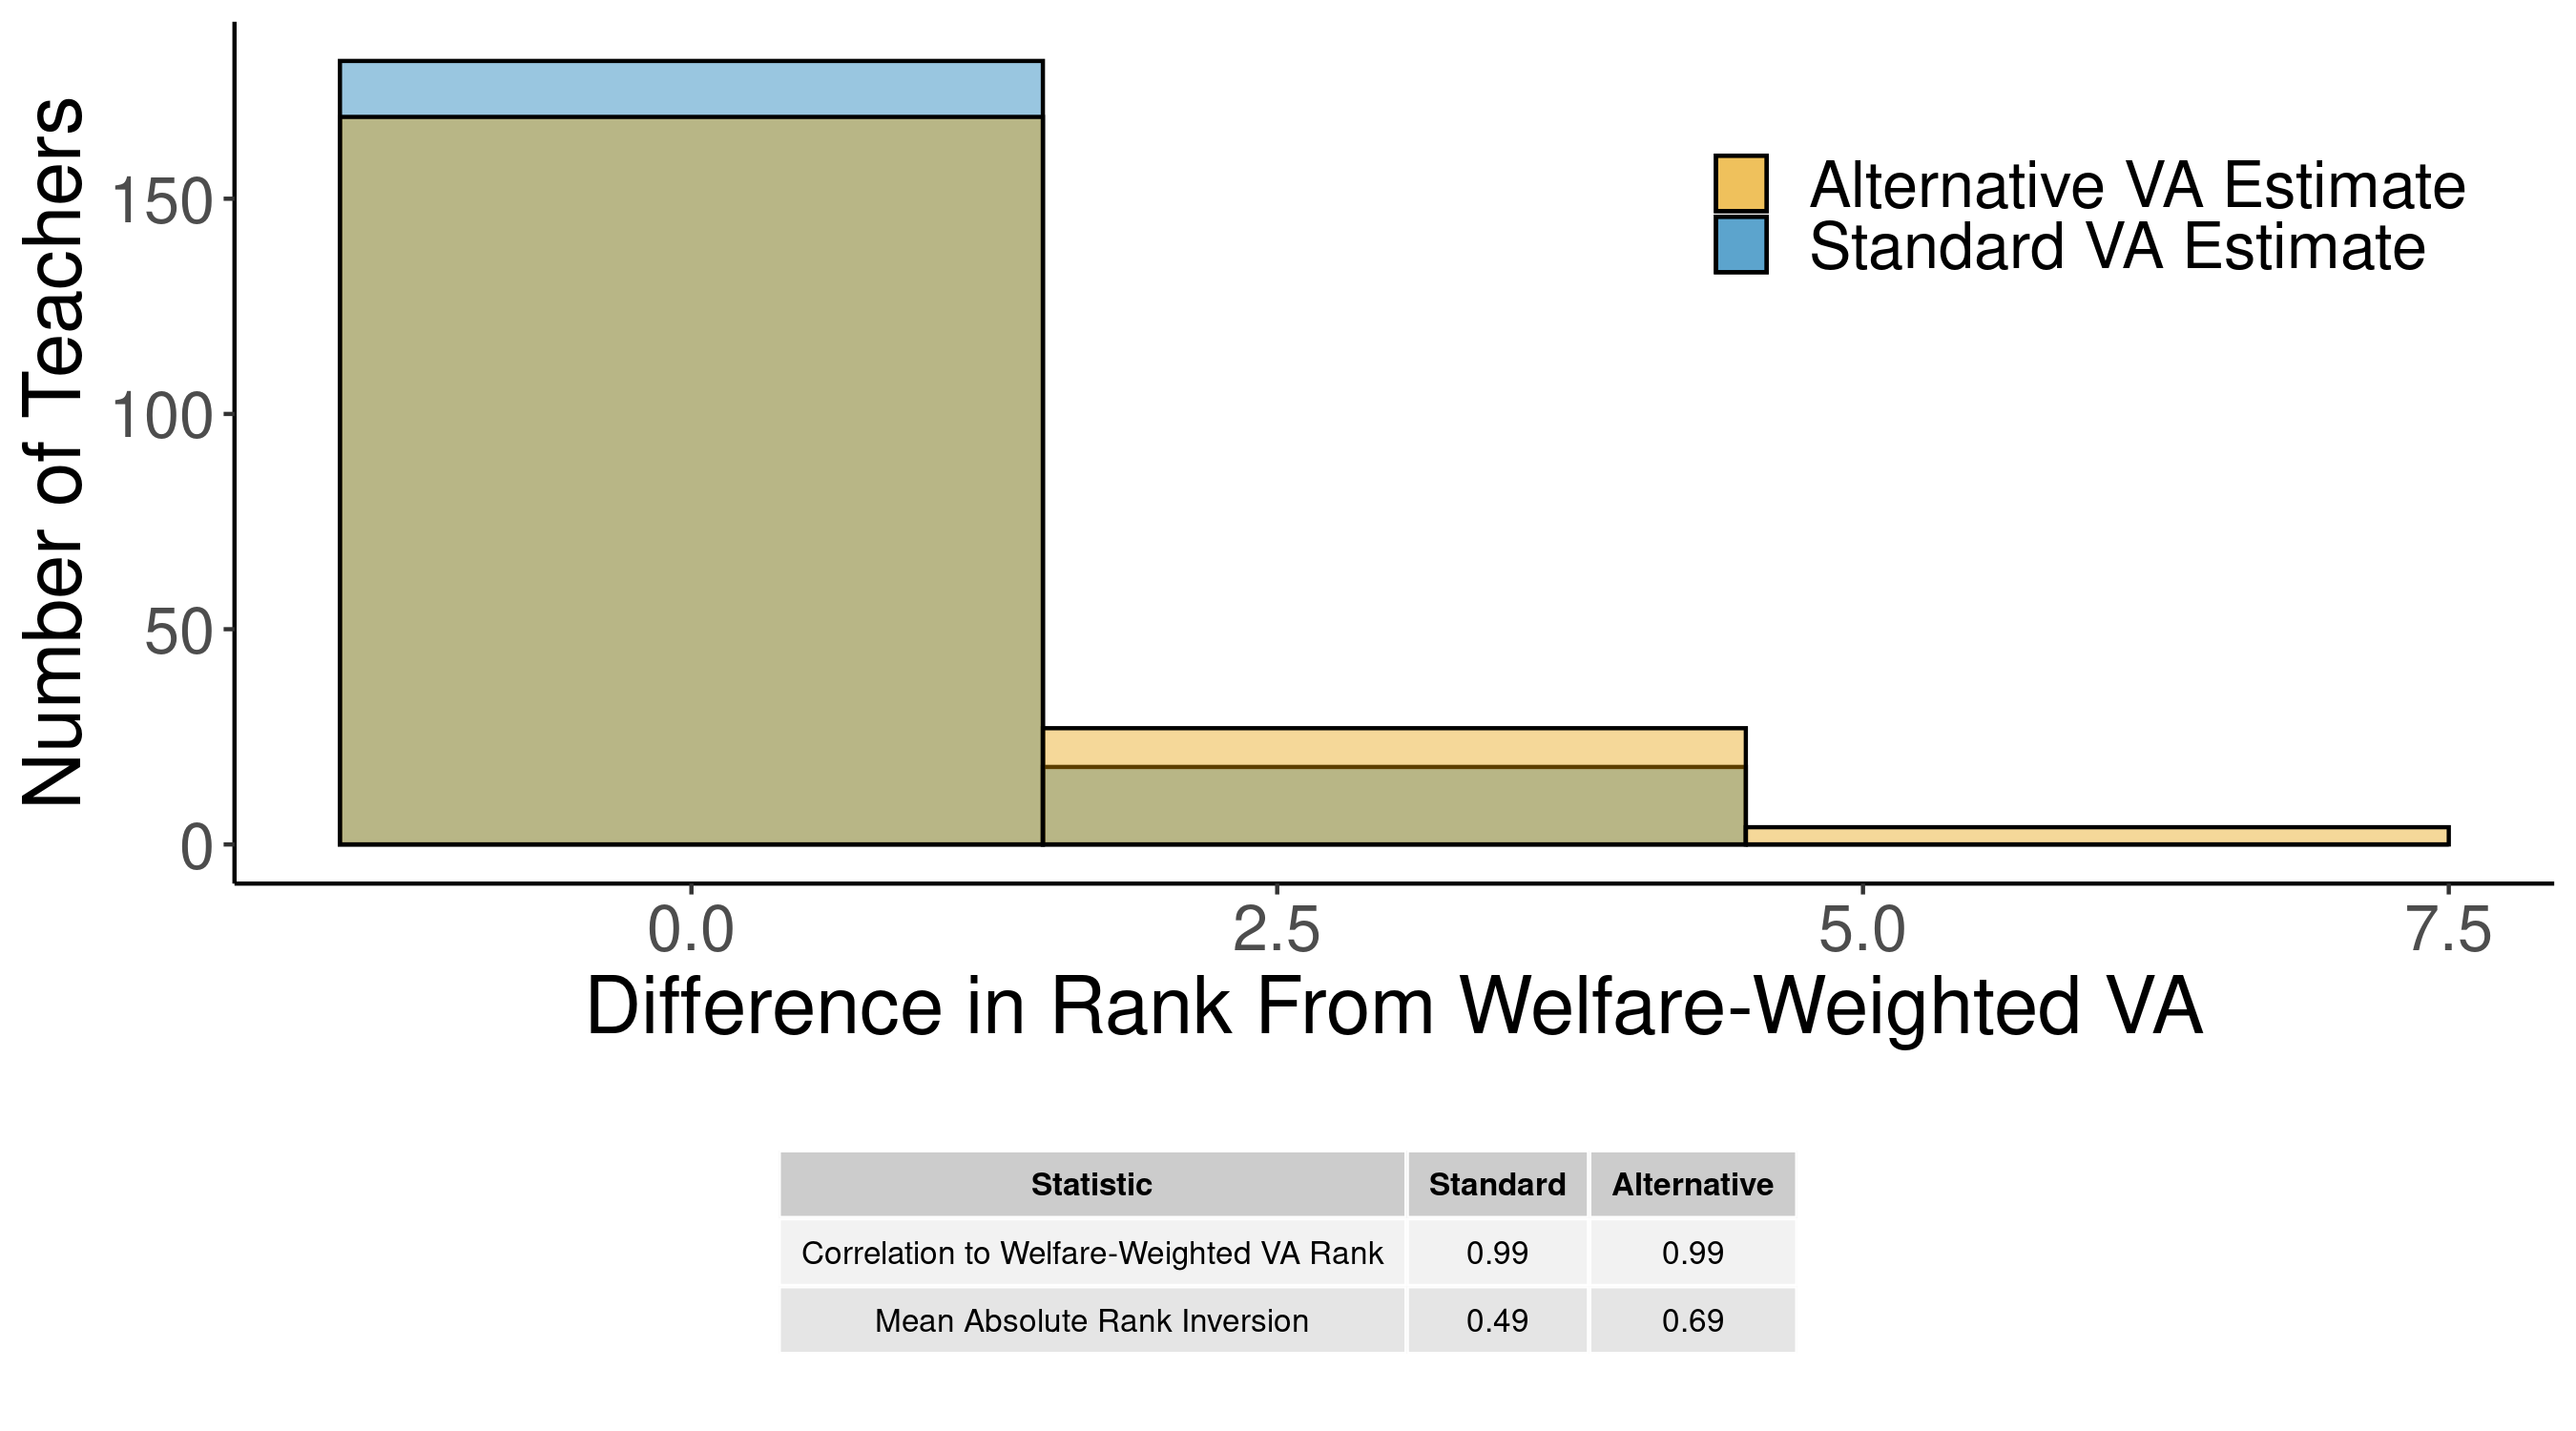 Number of Teachers
150
100
50
0
Alternative VA Estimate
Standard VA Estimate
0.0 2.5 5.0 7.5
Difference in Rank From Welfare-Weighted VA
Statistic Standard Alternative
Correlation to Welfare-Weighted VA Rank 0.99 0.99
Mean Absolute Rank Inversion 0.49 0.69